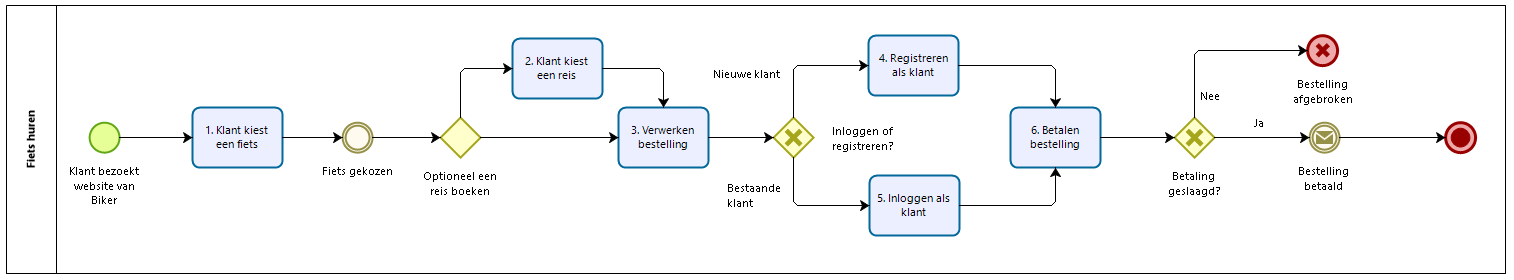 Fiets huren
Klant bezoekt
website van
Biker
1. Klant kiest
een fiets
Fiets gekozen
Optioneel een
reis boeken
2. Klant kiest
een reis
3. Verwerken
bestelling
Nieuwe klant
Inloggen of
registreren?
Bestaande
klant
4. Registreren
als klant
5. Inloggen als
klant
6. Betalen
bestelling
Betaling
geslaagd?
Nee
Ja
Bestelling
afgebroken
Bestelling
betaald